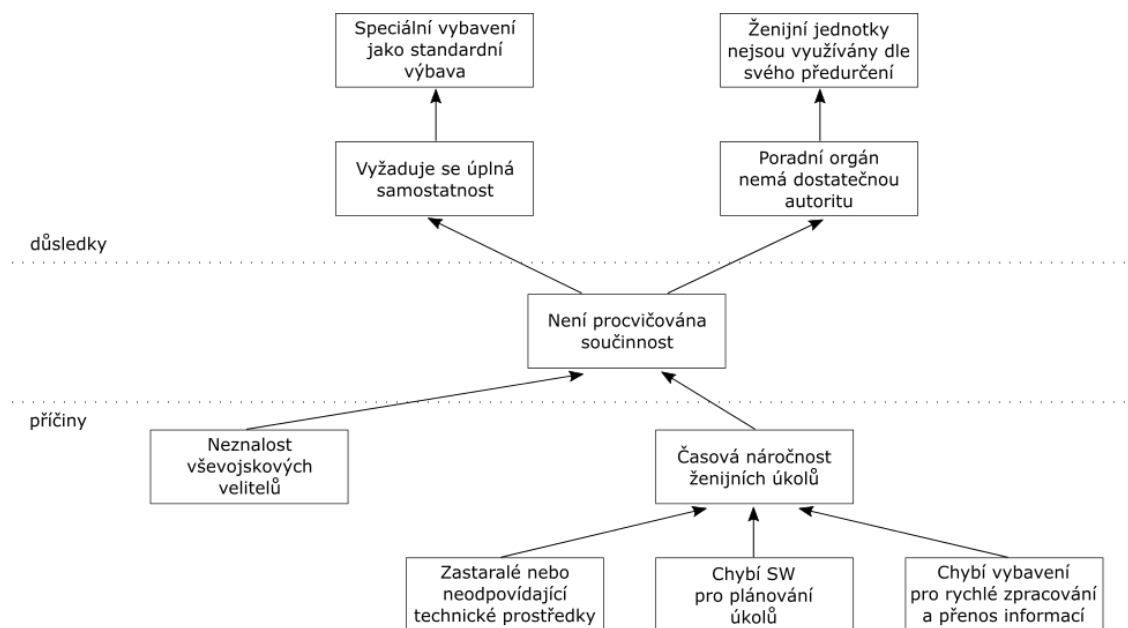 Speciální vybavení
jako standardní
výbava
Ženijní jednotky
nejsou využívány dle
svého předurčení
Vyžaduje se úplná
samostatnost
Poradní orgán
nemá dostatečnou
autoritu
důsledky
Není procvičována
součinnost
příčiny
Neznalost
vševojskových
velitelů
Časová náročnost
ženijních úkolů
Zastaralé nebo
neodpovídající
technické prostředky
Chybí SW
pro plánování
úkolů
Chybí vybavení
pro rychlé zpracování
a přenos informací